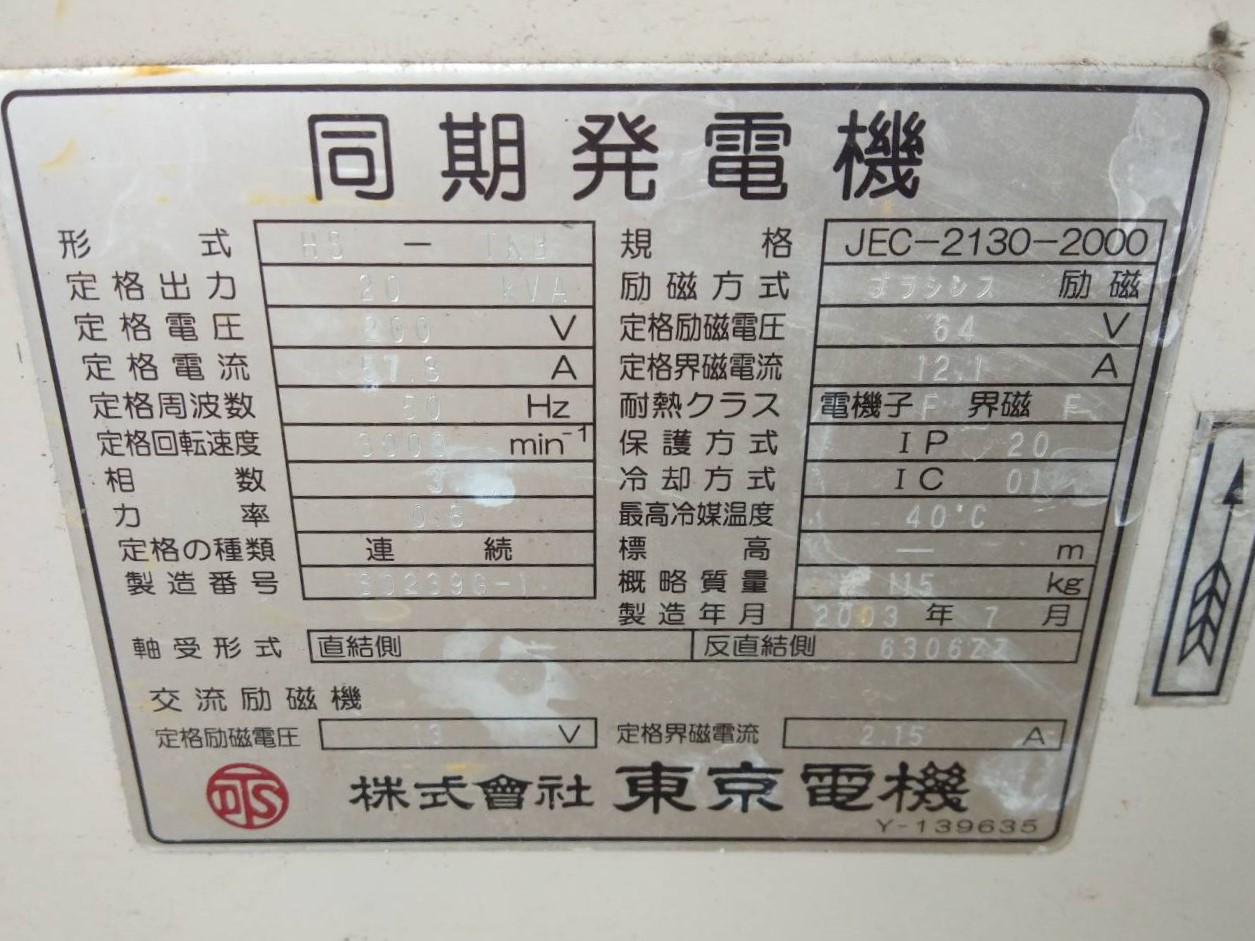 同期発電機
形式 HS － 規格 JEC-2130-2000
定格出力 20 kVA 励磁方式 ブラシレス 励磁
定格電圧 200 V 定格励磁電圧 64 V
定格電流 57.8 A 定格界磁電流 12.1 A
定格周波数 50 Hz 耐熱クラス 電機子 F 界磁 F
定格回転速度 3000 min⁻¹ 保護方式 IP 20
相数 3 冷却方式 IC 01
力率 最高冷媒温度 40℃
定格の種類 連続 標高 — m
製造番号 概略質量 115 kg
製造年月 2003 年 7 月
軸受形式 直結側 反直結側 6306ZZ
交流励磁機
定格励磁電圧 13 V 定格界磁電流 2.15 A
DTS 株式會社 東京電機
Y-139635